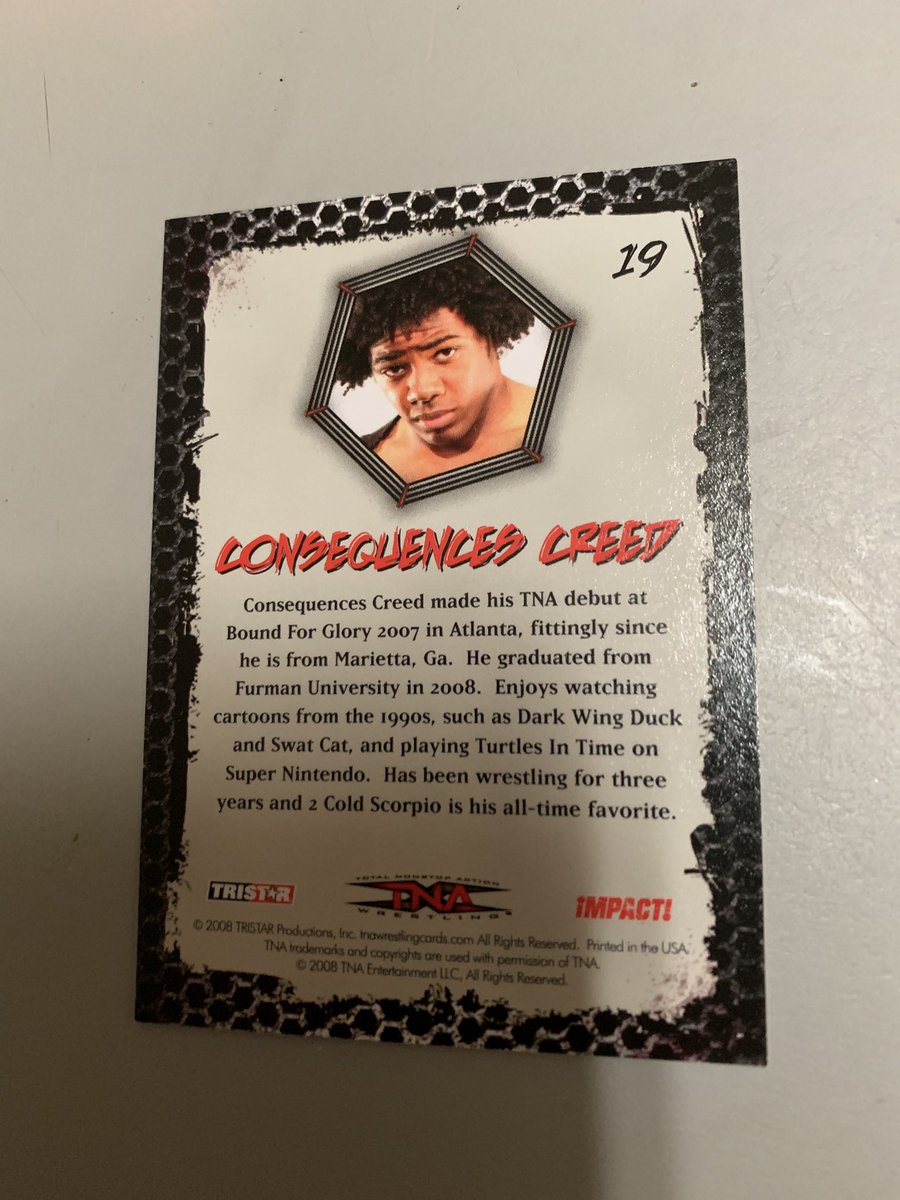 19
CONSEQUENCES CREED
Consequences Creed made his TNA debut at
Bound For Glory 2007 in Atlanta, fittingly since
he is from Marietta, Ga. He graduated from
Furman University in 2008. Enjoys watching
cartoons from the 1990s, such as Dark Wing Duck
and Swat Cat, and playing Turtles In Time on
Super Nintendo. Has been wrestling for three
years and 2 Cold Scorpio is his all-time favorite.
TRISTAR
TOTAL NONSTOP ACTION
TNA
WRESTLING
iMPACT!
© 2008 TRISTAR Productions, Inc. tnawrestlingcards.com All Rights Reserved. Printed in the USA.
TNA trademarks and copyrights are used with permission of TNA.
© 2008 TNA Entertainment LLC, All Rights Reserved.